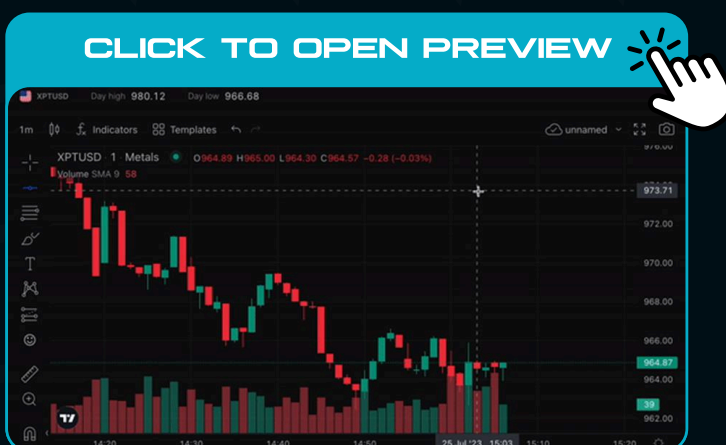 CLICK TO OPEN PREVIEW
XPTUSD Day high 980.12 Day low 966.68
1m Indicators Templates unnamed
XPTUSD 1 Metals O964.89 H965.00 L964.30 C964.57 −0.28 (−0.03%)
976.00
Volume SMA 9 58
973.71
972.00
970.00
968.00
966.00
964.87
964.00
39
962.00
14:20 14:30 14:40 14:50 25 Jul '23 15:03 15:10 15:20